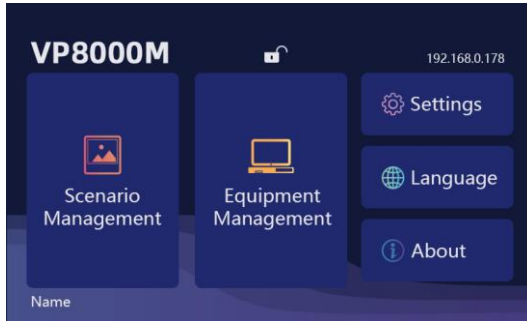 VP8000M
192.168.0.178
Scenario
Management
Equipment
Management
Settings
Language
About
Name